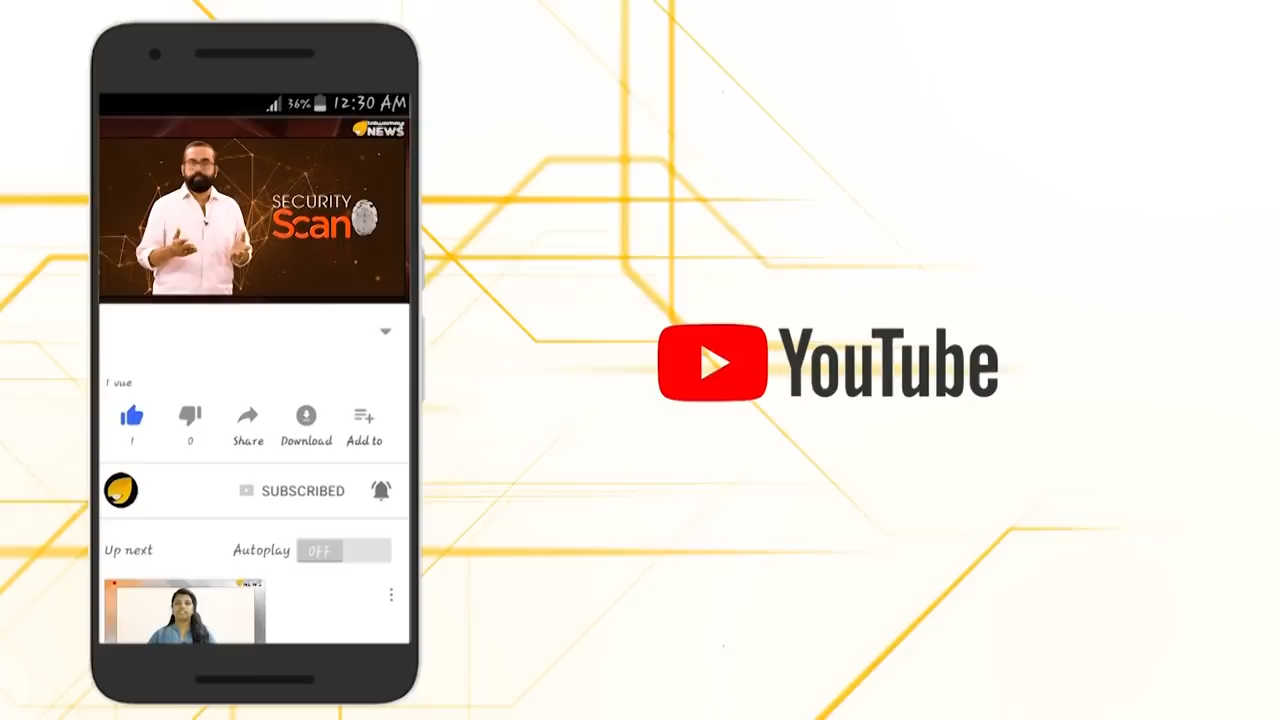 36% 12:30 AM
NEWS
SECURITY
Scan
1 vue
1 0 Share Download Add to
SUBSCRIBED
Up next Autoplay OFF
NEWS
YouTube